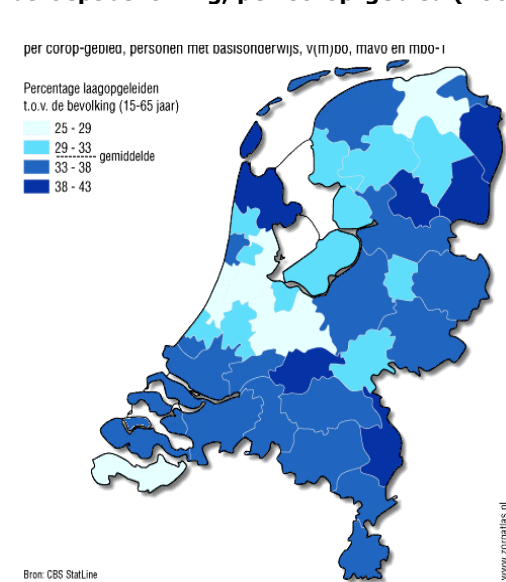 per corop-gebied, personen met basisonderwijs, v(m)bo, mavo en mbo-1
Percentage laagopgeleiden
t.o.v. de bevolking (15-65 jaar)
25 - 29
29 - 33
gemiddelde
33 - 38
38 - 43
Bron: CBS StatLine
www.zorgatlas.nl